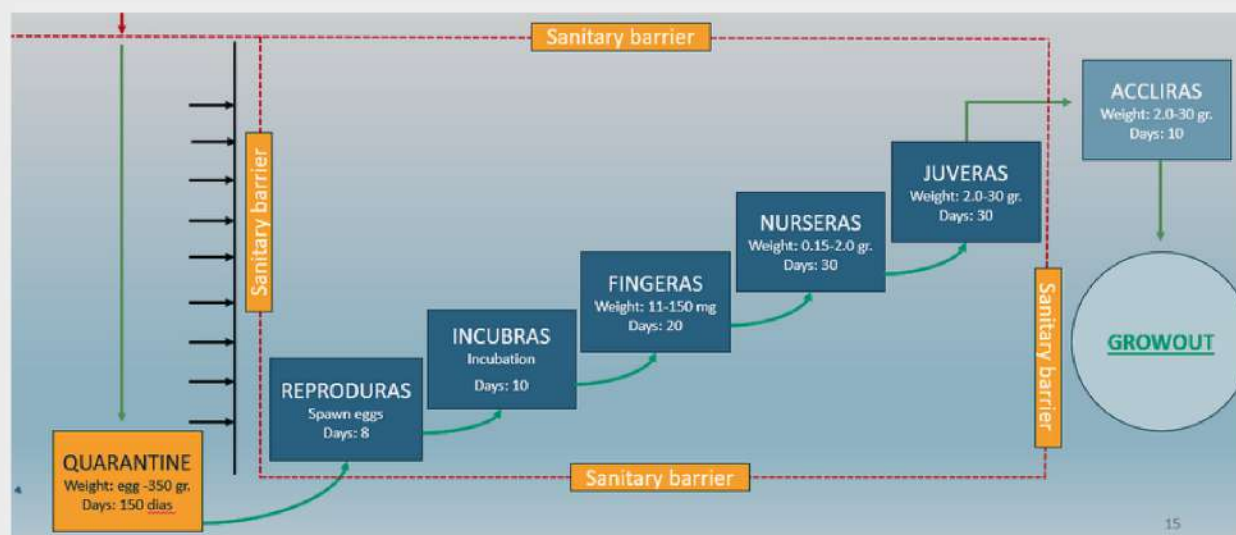 Sanitary barrier
ACCLIRAS
Weight: 2.0-30 gr.
Days: 10
Sanitary barrier
JUVERAS
Weight: 2.0-30 gr.
Days: 30
NURSERAS
Weight: 0.15-2.0 gr.
Days: 30
FINGERAS
Weight: 11-150 mg
Days: 20
Sanitary barrier
GROWOUT
INCUBRAS
Incubation
Days: 10
REPRODURAS
Spawn eggs
Days: 8
QUARANTINE
Weight: egg -350 gr.
Days: 150 dias
Sanitary barrier
15